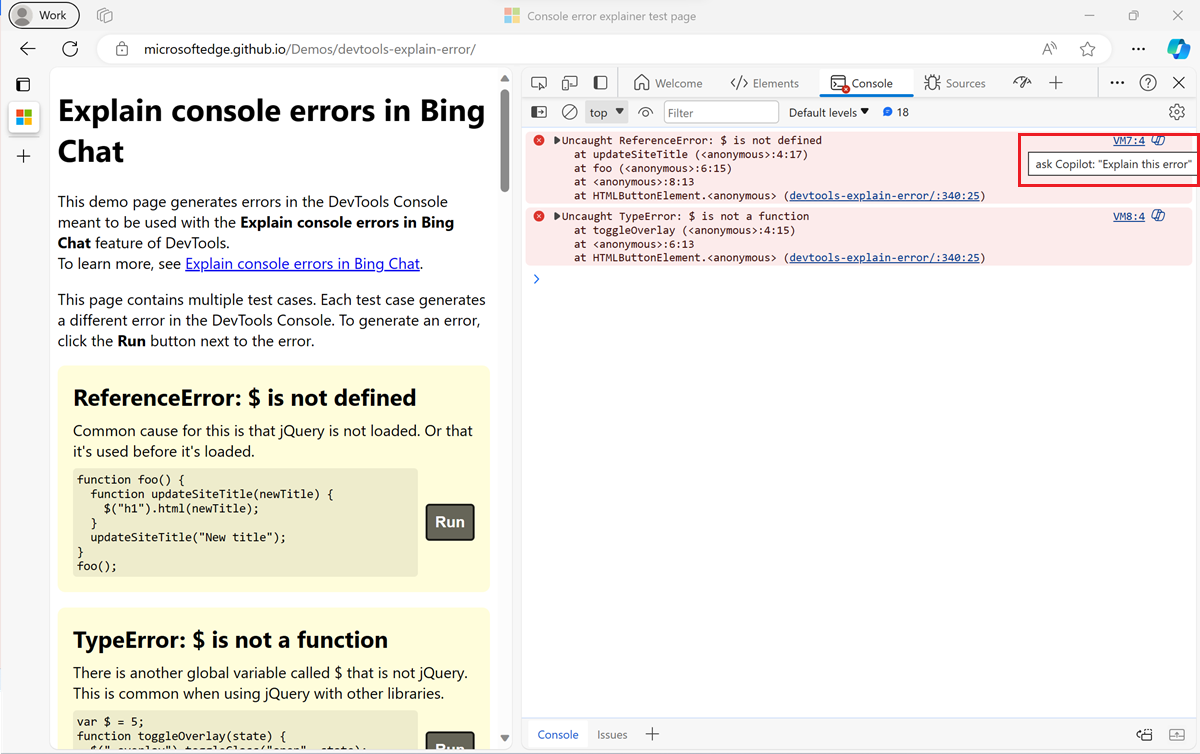 Work
Console error explainer test page
microsoftedge.github.io/Demos/devtools-explain-error/
Explain console errors in Bing
Chat
This demo page generates errors in the DevTools Console
meant to be used with the Explain console errors in Bing
Chat feature of DevTools.
To learn more, see Explain console errors in Bing Chat.
This page contains multiple test cases. Each test case generates
a different error in the DevTools Console. To generate an error,
click the Run button next to the error.
ReferenceError: $ is not defined
Common cause for this is that jQuery is not loaded. Or that
it's used before it's loaded.
function foo() {
function updateSiteTitle(newTitle) {
$("h1").html(newTitle);
}
updateSiteTitle("New title");
}
foo();
Run
TypeError: $ is not a function
There is another global variable called $ that is not jQuery.
This is common when using jQuery with other libraries.
var $ = 5;
function toggleOverlay(state) {
Run
Welcome
Elements
Console
Sources
top
Filter
Default levels
18
Uncaught ReferenceError: $ is not defined
VM7:4
at updateSiteTitle (<anonymous>:4:17)
ask Copilot: "Explain this error"
at foo (<anonymous>:6:15)
at <anonymous>:8:13
at HTMLButtonElement.<anonymous> (devtools-explain-error/:340:25)
Uncaught TypeError: $ is not a function
VM8:4
at toggleOverlay (<anonymous>:4:15)
at <anonymous>:6:13
at HTMLButtonElement.<anonymous> (devtools-explain-error/:340:25)
Console
Issues